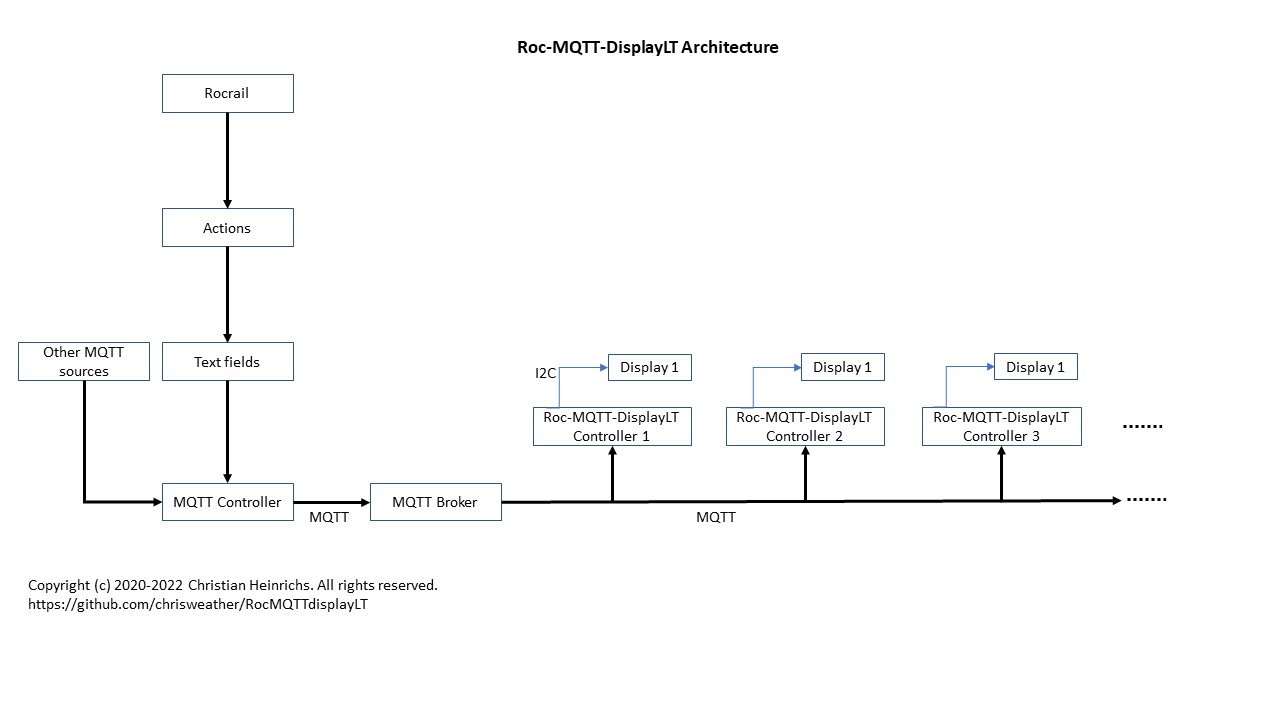 Roc-MQTT-DisplayLT Architecture
Rocrail
Actions
Other MQTT
sources
Text fields
I2C
Display 1
Display 1
Display 1
Roc-MQTT-DisplayLT
Controller 1
Roc-MQTT-DisplayLT
Controller 2
Roc-MQTT-DisplayLT
Controller 3
.......
MQTT Controller
MQTT
MQTT Broker
MQTT
.......
Copyright (c) 2020-2022 Christian Heinrichs. All rights reserved.
https://github.com/chrisweather/RocMQTTdisplayLT